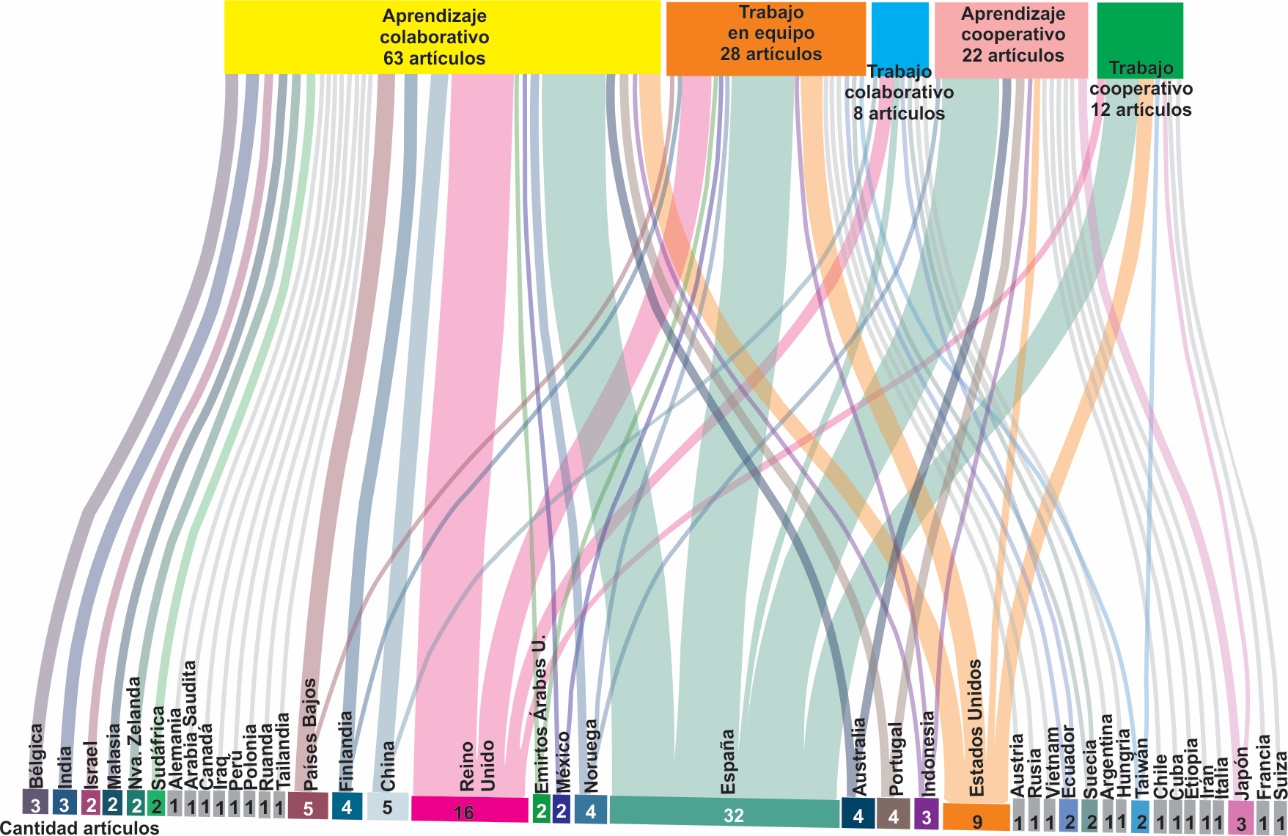 Aprendizaje
colaborativo
63 artículos
Trabajo
en equipo
28 artículos
Trabajo
colaborativo
8 artículos
Aprendizaje
cooperativo
22 artículos
Trabajo
cooperativo
12 artículos
Bélgica
India
Israel
Malasia
Nva. Zelanda
Sudáfrica
Alemania
Arabia Saudita
Canadá
Iraq
Perú
Polonia
Ruanda
Tailandia
Países Bajos
Finlandia
China
Reino
Unido
Emiratos Árabes U.
México
Noruega
España
Australia
Portugal
Indonesia
Estados Unidos
Austria
Rusia
Vietnam
Ecuador
Suecia
Argentina
Hungría
Taiwán
Chile
Cuba
Etiopia
Iran
Italia
Japón
Francia
Suiza
3 3 2 2 2 2 1 1 1 1 1 1 1 1 5 4 5 16 2 2 4 32 4 4 3 9 1 1 1 2 2 1 1 2 1 1 1 1 1 3 1 1
Cantidad artículos